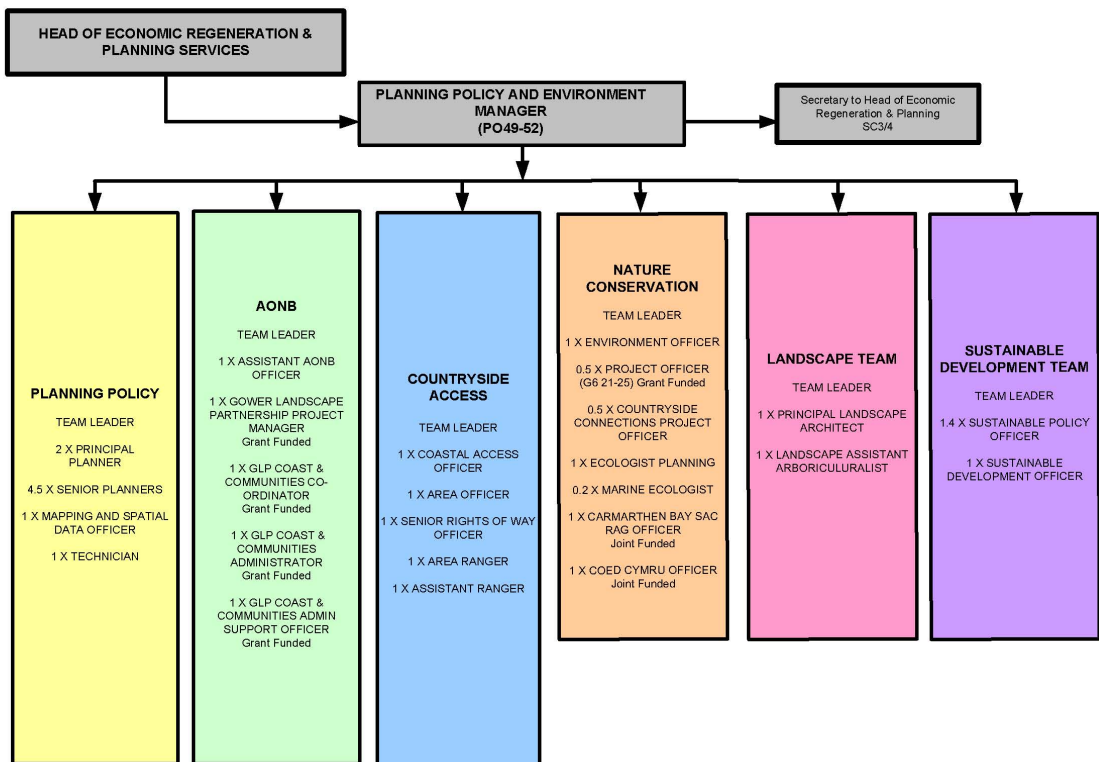 HEAD OF ECONOMIC REGENERATION &
PLANNING SERVICES
PLANNING POLICY AND ENVIRONMENT
MANAGER
(PO49-52)
Secretary to Head of Economic
Regeneration & Planning
SC3/4
PLANNING POLICY
TEAM LEADER
2 X PRINCIPAL
PLANNER
4.5 X SENIOR PLANNERS
1 X MAPPING AND SPATIAL
DATA OFFICER
1 X TECHNICIAN
AONB
TEAM LEADER
1 X ASSISTANT AONB
OFFICER
1 X GOWER LANDSCAPE
PARTNERSHIP PROJECT
MANAGER
Grant Funded
1 X GLP COAST &
COMMUNITIES CO-
ORDINATOR
Grant Funded
1 X GLP COAST &
COMMUNITIES
ADMINISTRATOR
Grant Funded
1 X GLP COAST &
COMMUNITIES ADMIN
SUPPORT OFFICER
Grant Funded
COUNTRYSIDE
ACCESS
TEAM LEADER
1 X COASTAL ACCESS
OFFICER
1 X AREA OFFICER
1 X SENIOR RIGHTS OF WAY
OFFICER
1 X AREA RANGER
1 X ASSISTANT RANGER
NATURE
CONSERVATION
TEAM LEADER
1 X ENVIRONMENT OFFICER
0.5 X PROJECT OFFICER
(G6 21-25) Grant Funded
0.5 X COUNTRYSIDE
CONNECTIONS PROJECT
OFFICER
1 X ECOLOGIST PLANNING
0.2 X MARINE ECOLOGIST
1 X CARMARTHEN BAY SAC
RAG OFFICER
Joint Funded
1 X COED CYMRU OFFICER
Joint Funded
LANDSCAPE TEAM
TEAM LEADER
1 X PRINCIPAL LANDSCAPE
ARCHITECT
1 X LANDSCAPE ASSISTANT
ARBORICULURALIST
SUSTAINABLE
DEVELOPMENT TEAM
TEAM LEADER
1.4 X SUSTAINABLE POLICY
OFFICER
1 X SUSTAINABLE
DEVELOPMENT OFFICER